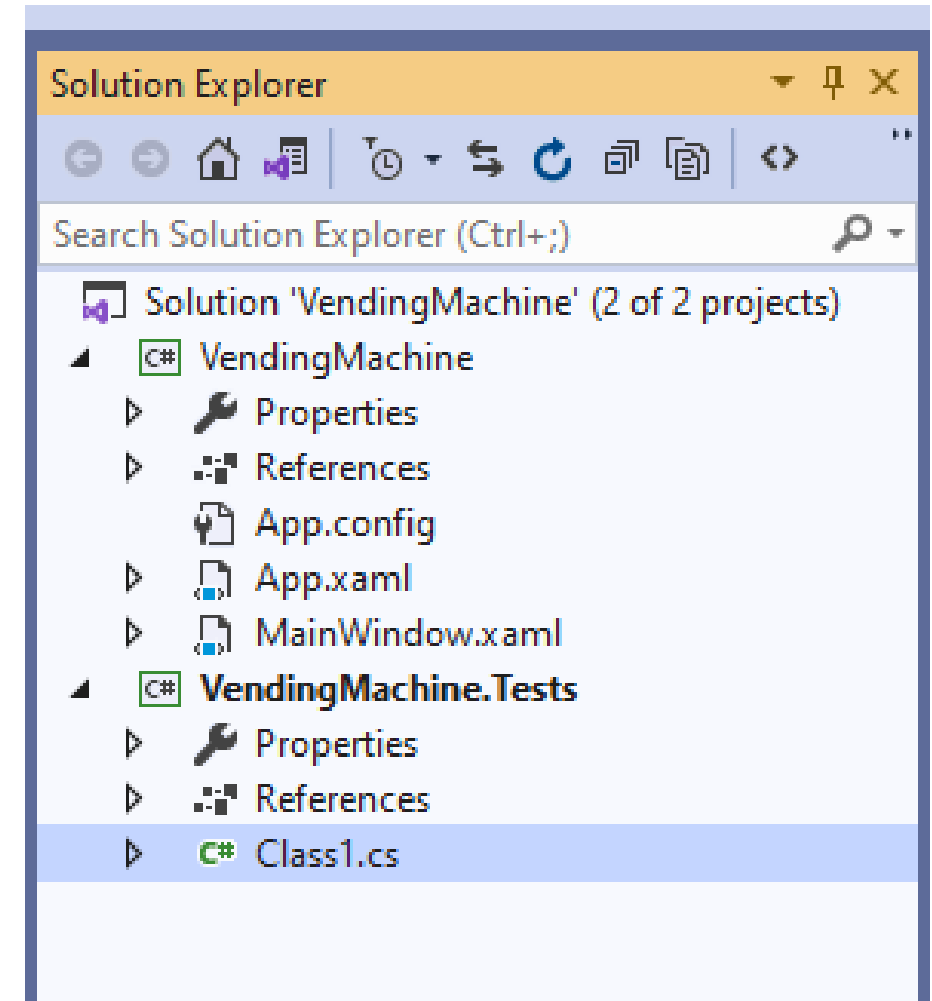 Solution Explorer
Search Solution Explorer (Ctrl+;)
Solution 'VendingMachine' (2 of 2 projects)
C# VendingMachine
Properties
References
App.config
App.xaml
MainWindow.xaml
C# VendingMachine.Tests
Properties
References
C# Class1.cs